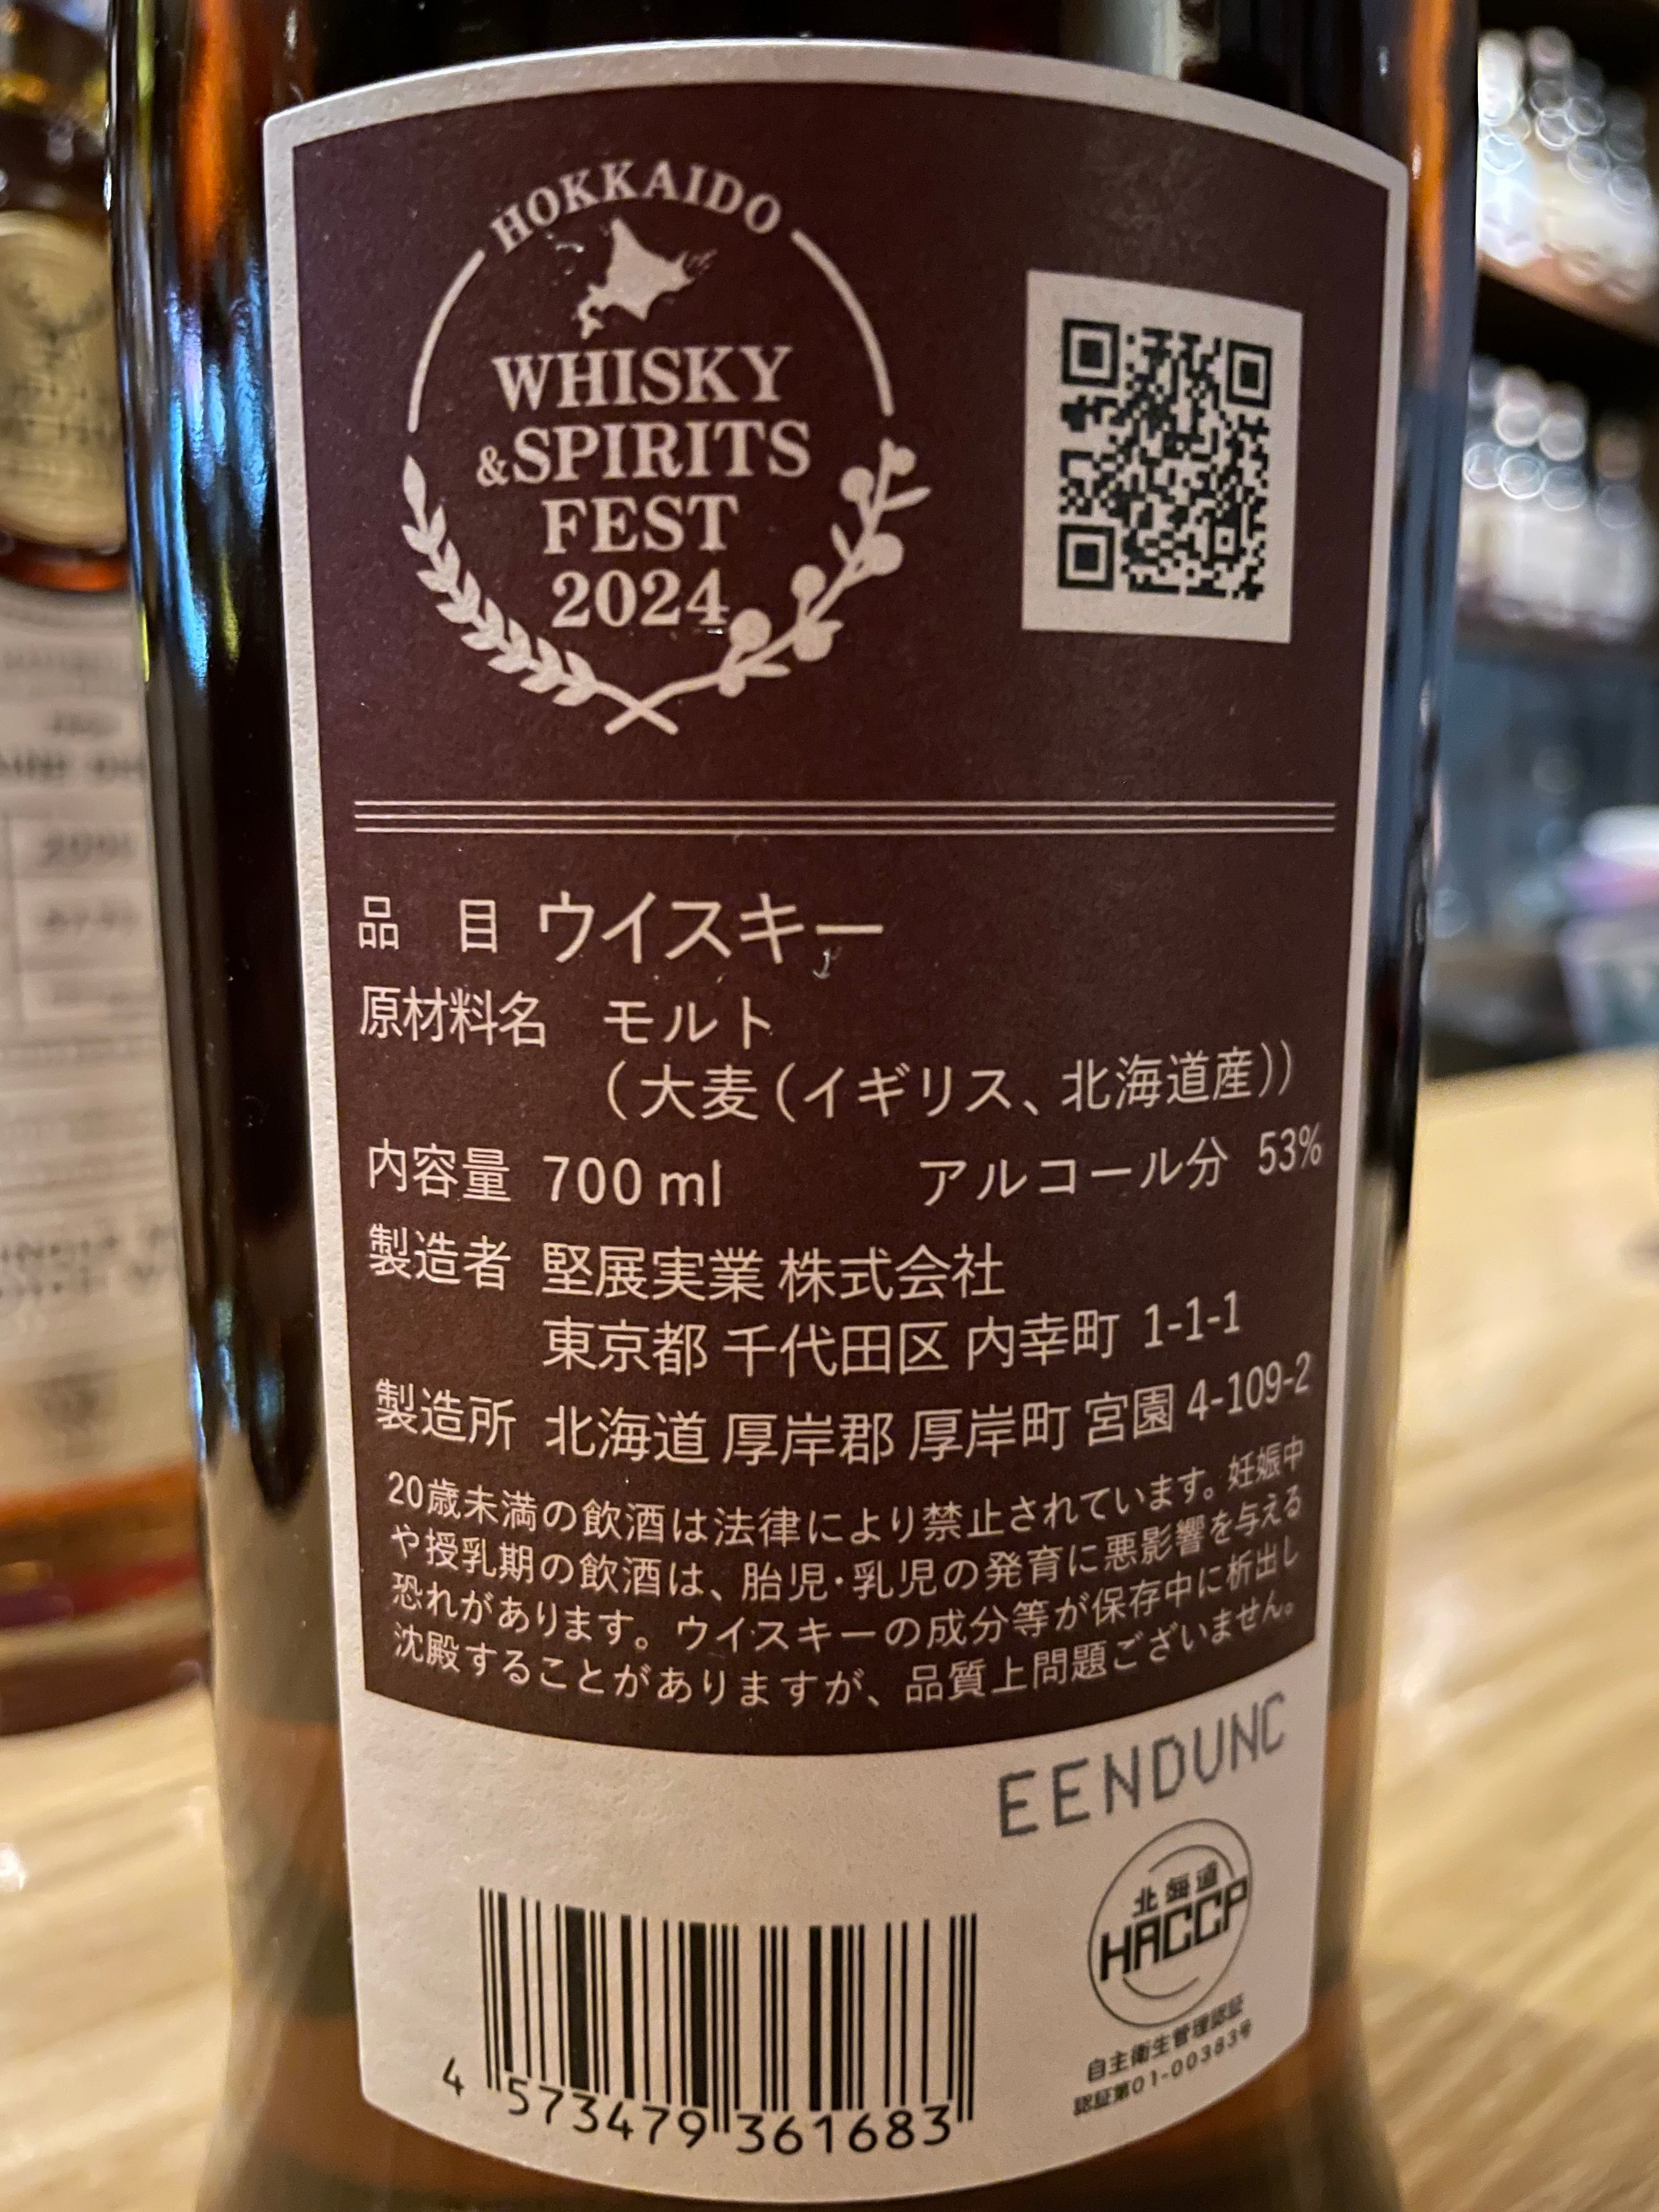 HOKKAIDO
WHISKY
&SPIRITS
FEST
2024
品 目 ウイスキー
原材料名 モルト
(大麦(イギリス、北海道産))
内容量 700 ml アルコール分 53%
製造者 堅展実業 株式会社
東京都 千代田区 内幸町 1-1-1
製造所 北海道 厚岸郡 厚岸町 宮園 4-109-2
20歳未満の飲酒は法律により禁止されています。妊娠中
や授乳期の飲酒は、胎児・乳児の発育に悪影響を与える
恐れがあります。ウイスキーの成分等が保存中に析出し
沈殿することがありますが、品質上問題ございません。
EENDUNC
北海道
HACCP
自主衛生管理認証
認証第01-00383号
4 573479 361683